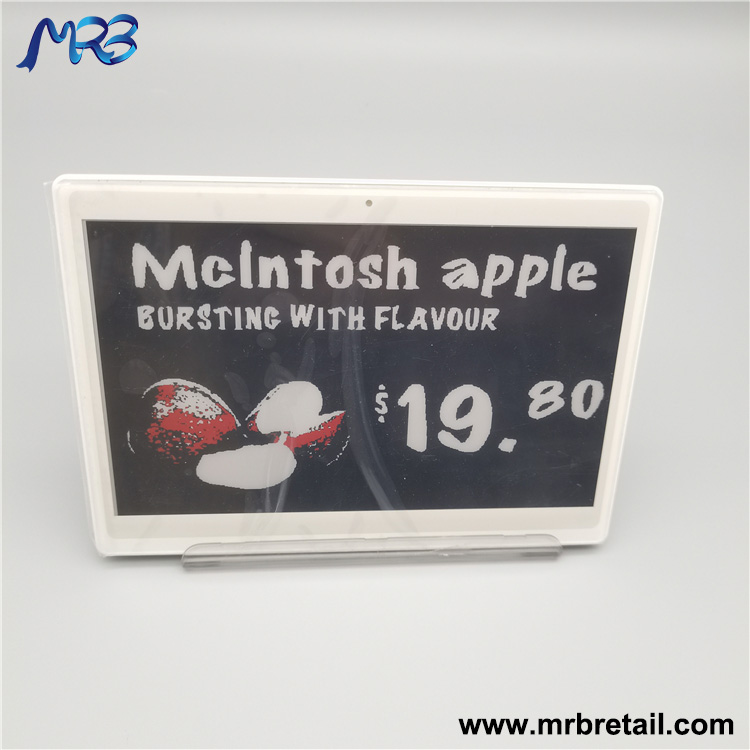 MRB
McIntosh apple
BURSTING WITH FLAVOUR
$19.80
www.mrbretail.com